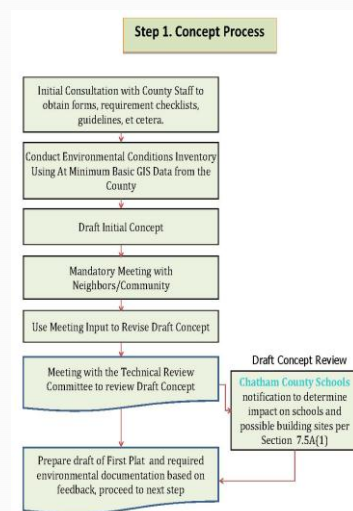 Step 1. Concept Process
Initial Consultation with County Staff to
obtain forms, requirement checklists,
guidelines, et cetera.
Conduct Environmental Conditions Inventory
Using At Minimum Basic GIS Data from the
County
Draft Initial Concept
Mandatory Meeting with
Neighbors/Community
Use Meeting Input to Revise Draft Concept
Meeting with the Technical Review
Committee to review Draft Concept
Draft Concept Review
Chatham County Schools
notification to determine
impact on schools and
possible building sites per
Section 7.5A(1)
Prepare draft of First Plat and required
environmental documentation based on
feedback, proceed to next step